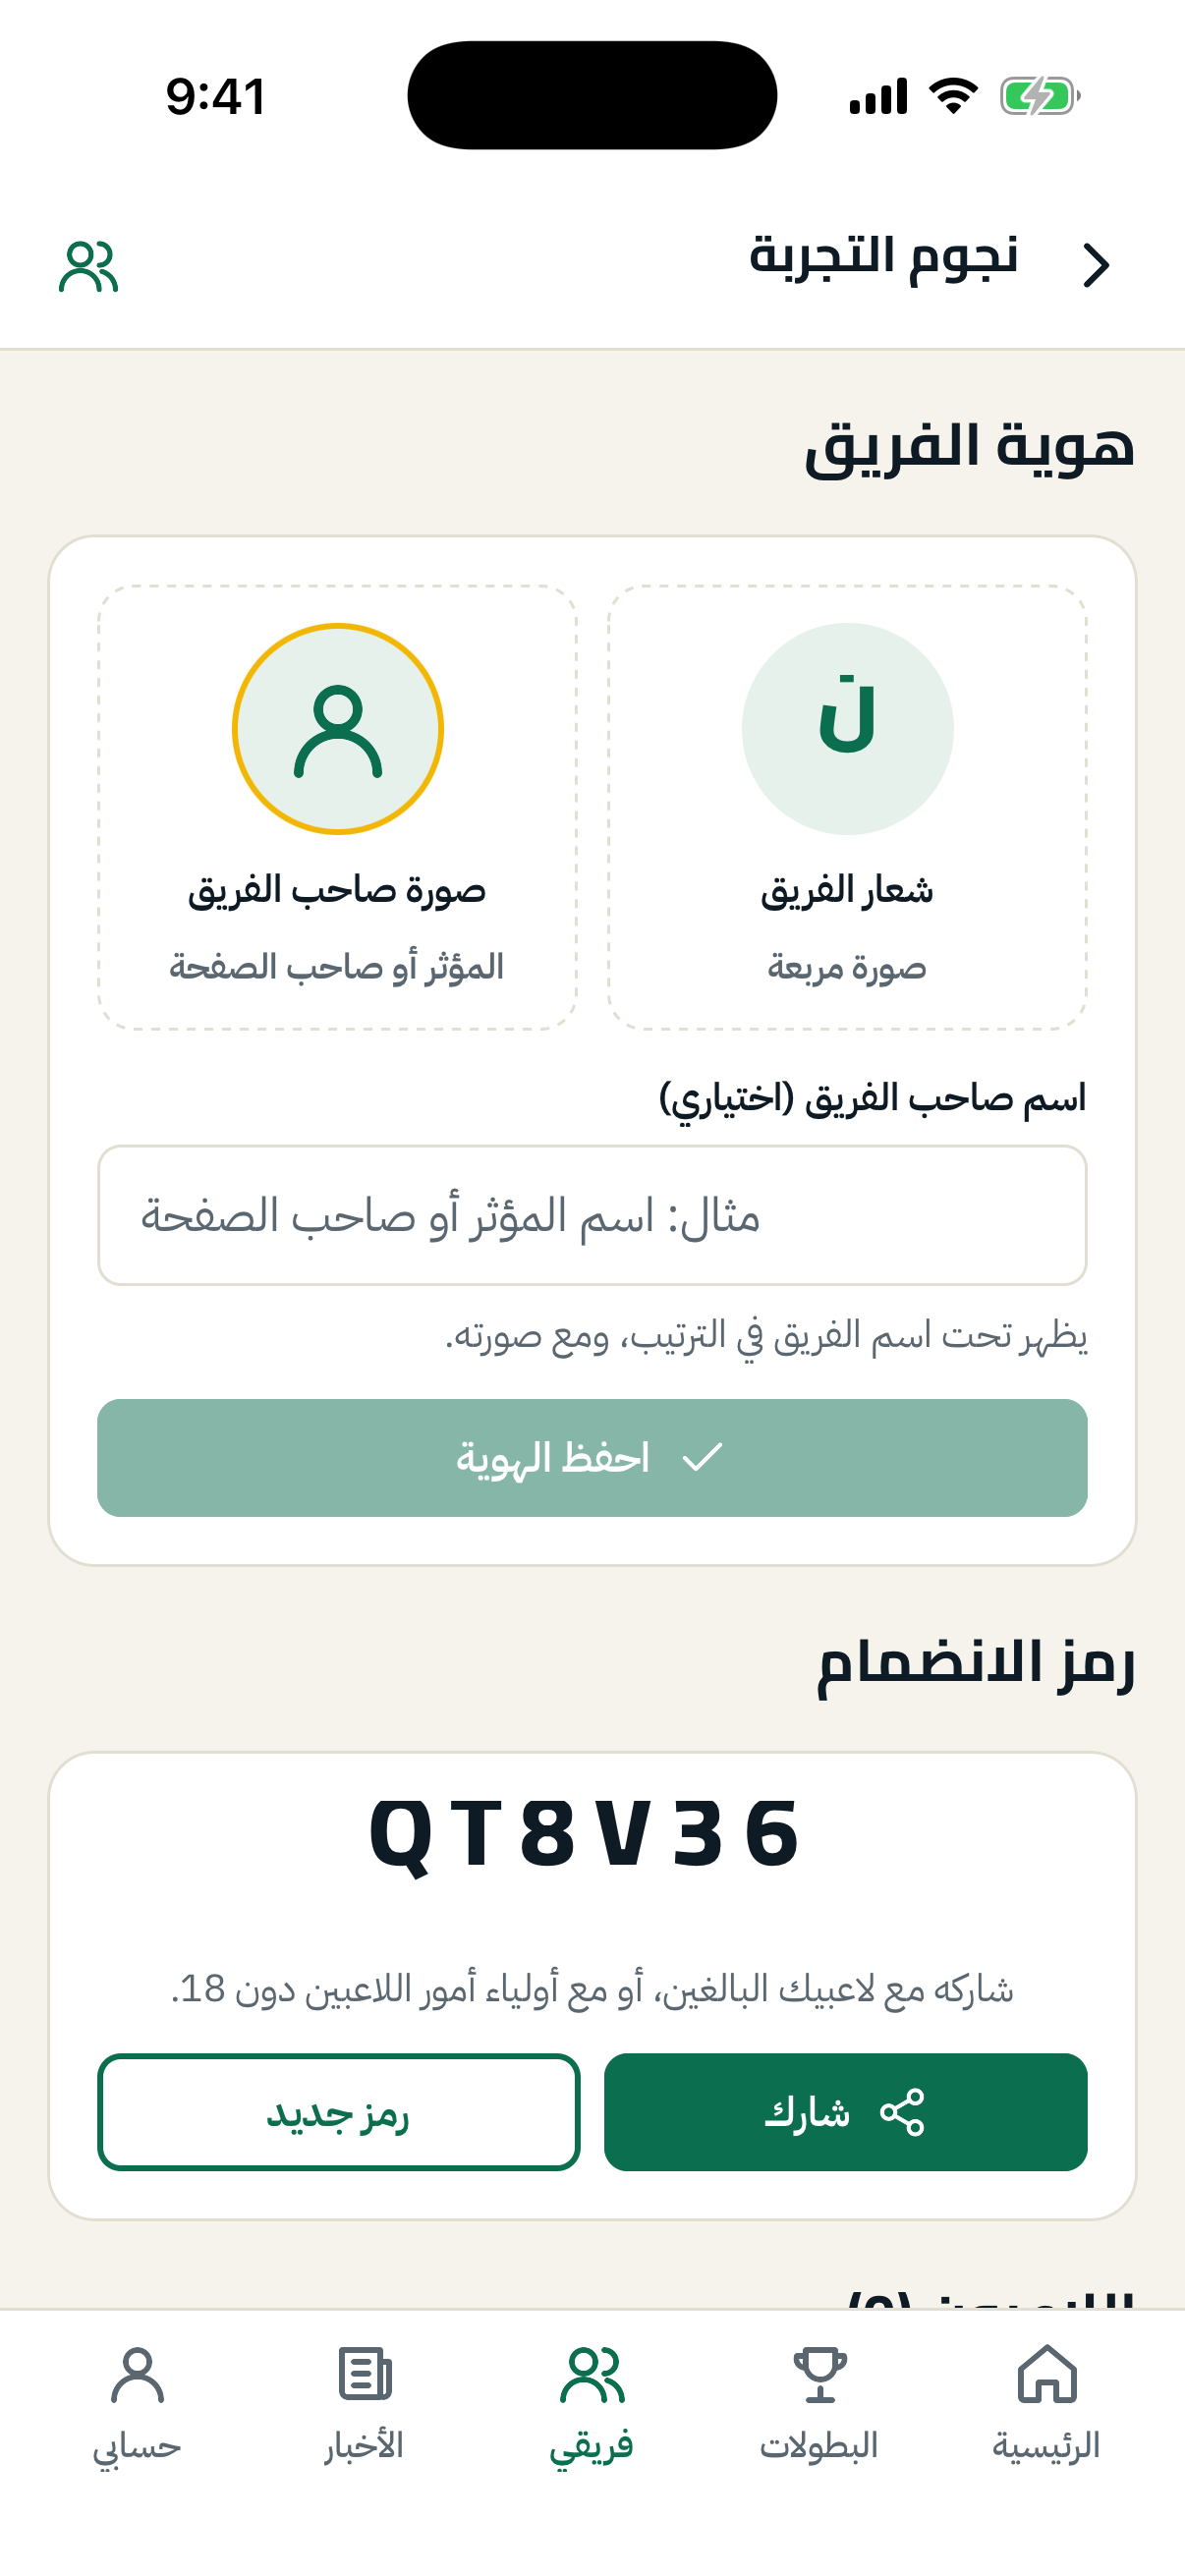 9:41
نجوم التجربة
هوية الفريق
ن
شعار الفريق
صورة مربعة
صورة صاحب الفريق
المؤثر أو صاحب الصفحة
اسم صاحب الفريق (اختياري)
مثال: اسم المؤثر أو صاحب الصفحة
يظهر تحت اسم الفريق في الترتيب، ومع صورته.
احفظ الهوية
رمز الانضمام
QT8V36
شاركه مع لاعبيك البالغين، أو مع أولياء أمور اللاعبين دون 18.
شارك
رمز جديد
الرئيسية
البطولات
فريقي
الأخبار
حسابي